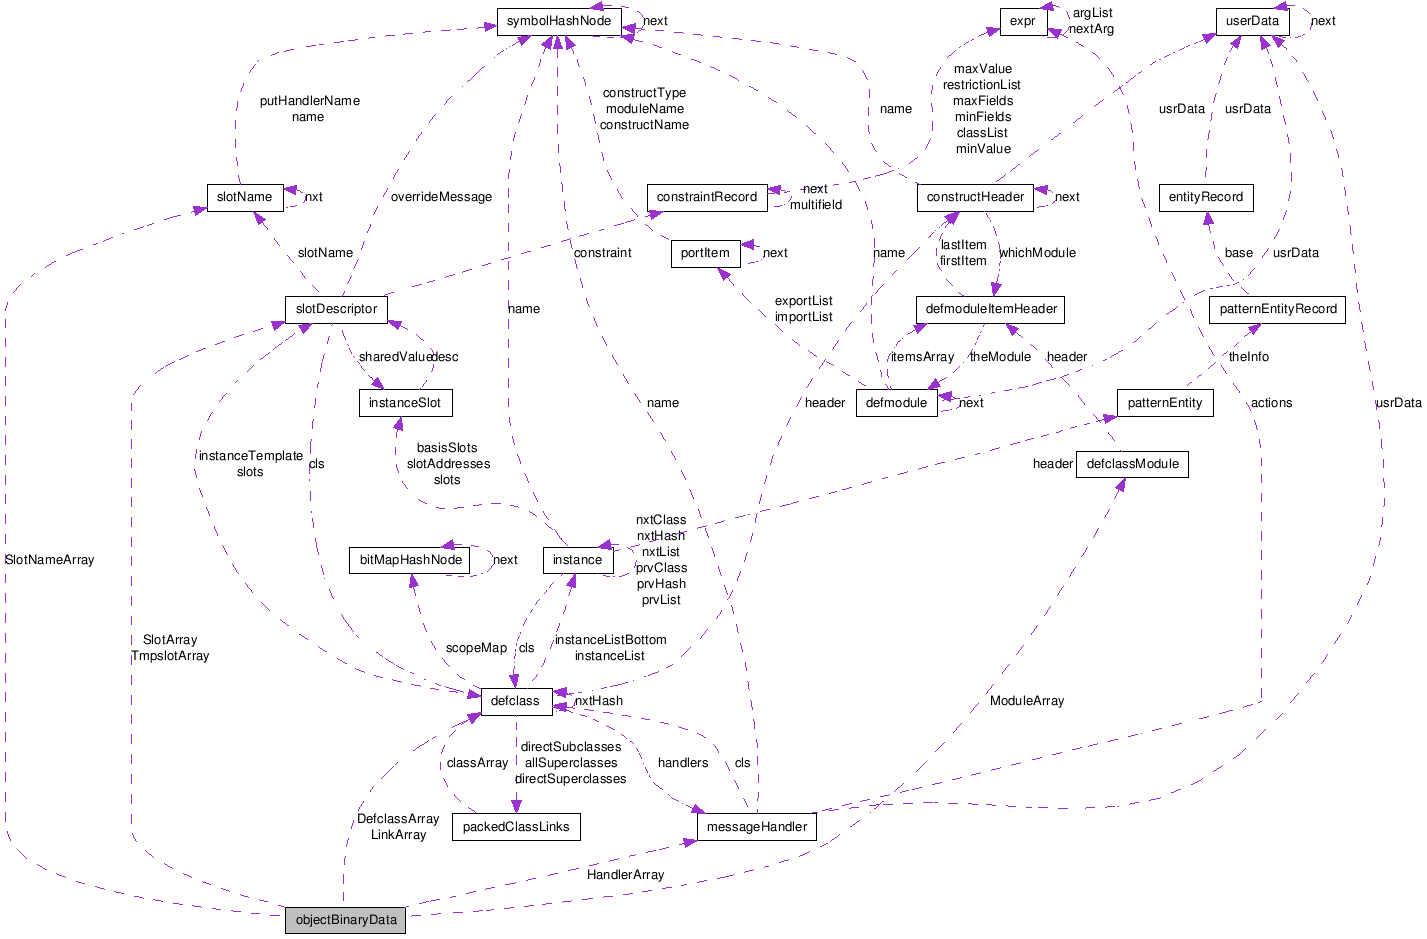 symbolHashNode
next
expr
argList
nextArg
userData
next
maxValue
restrictionList
maxFields
minFields
classList
minValue
constructType
moduleName
constructName
putHandlerName
name
name
usrData
usrData
slotName
nxt
overrideMessage
constraintRecord
next
multifield
constructHeader
next
entityRecord
slotName
constraint
portItem
next
name
lastItem
firstItem
whichModule
usrData
base
slotDescriptor
name
exportList
importList
defmoduleItemHeader
patternEntityRecord
sharedValue
desc
itemsArray
theModule
header
theInfo
instanceSlot
name
header
defmodule
next
patternEntity
actions
usrData
instanceTemplate
slots
cls
basisSlots
slotAddresses
slots
header
defclassModule
SlotNameArray
bitMapHashNode
next
instance
nxtClass
nxtHash
nxtList
prvClass
prvHash
prvList
SlotArray
TmpslotArray
scopeMap
cls
instanceListBottom
instanceList
defclass
nxtHash
ModuleArray
classArray
directSubclasses
allSuperclasses
directSuperclasses
handlers
cls
DefclassArray
LinkArray
packedClassLinks
messageHandler
HandlerArray
objectBinaryData